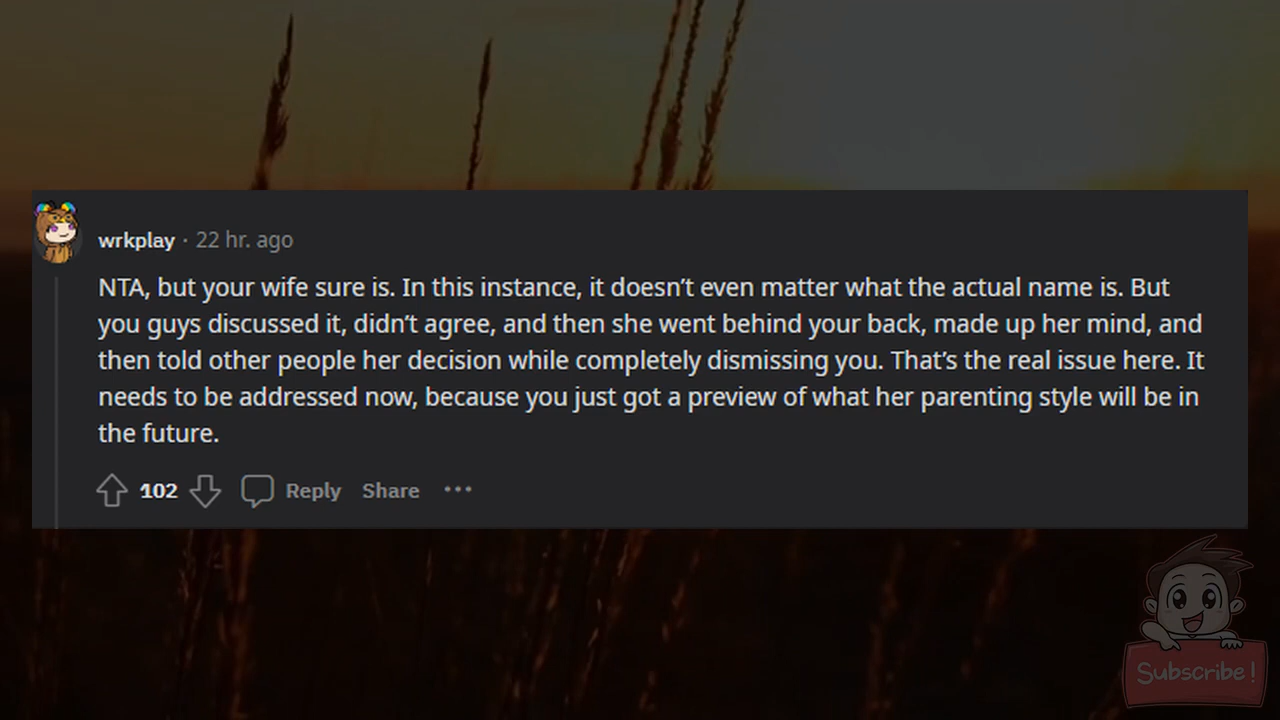 wrkplay · 22 hr. ago
NTA, but your wife sure is. In this instance, it doesn’t even matter what the actual name is. But
you guys discussed it, didn’t agree, and then she went behind your back, made up her mind, and
then told other people her decision while completely dismissing you. That’s the real issue here. It
needs to be addressed now, because you just got a preview of what her parenting style will be in
the future.
102 Reply Share ···
Subscribe!